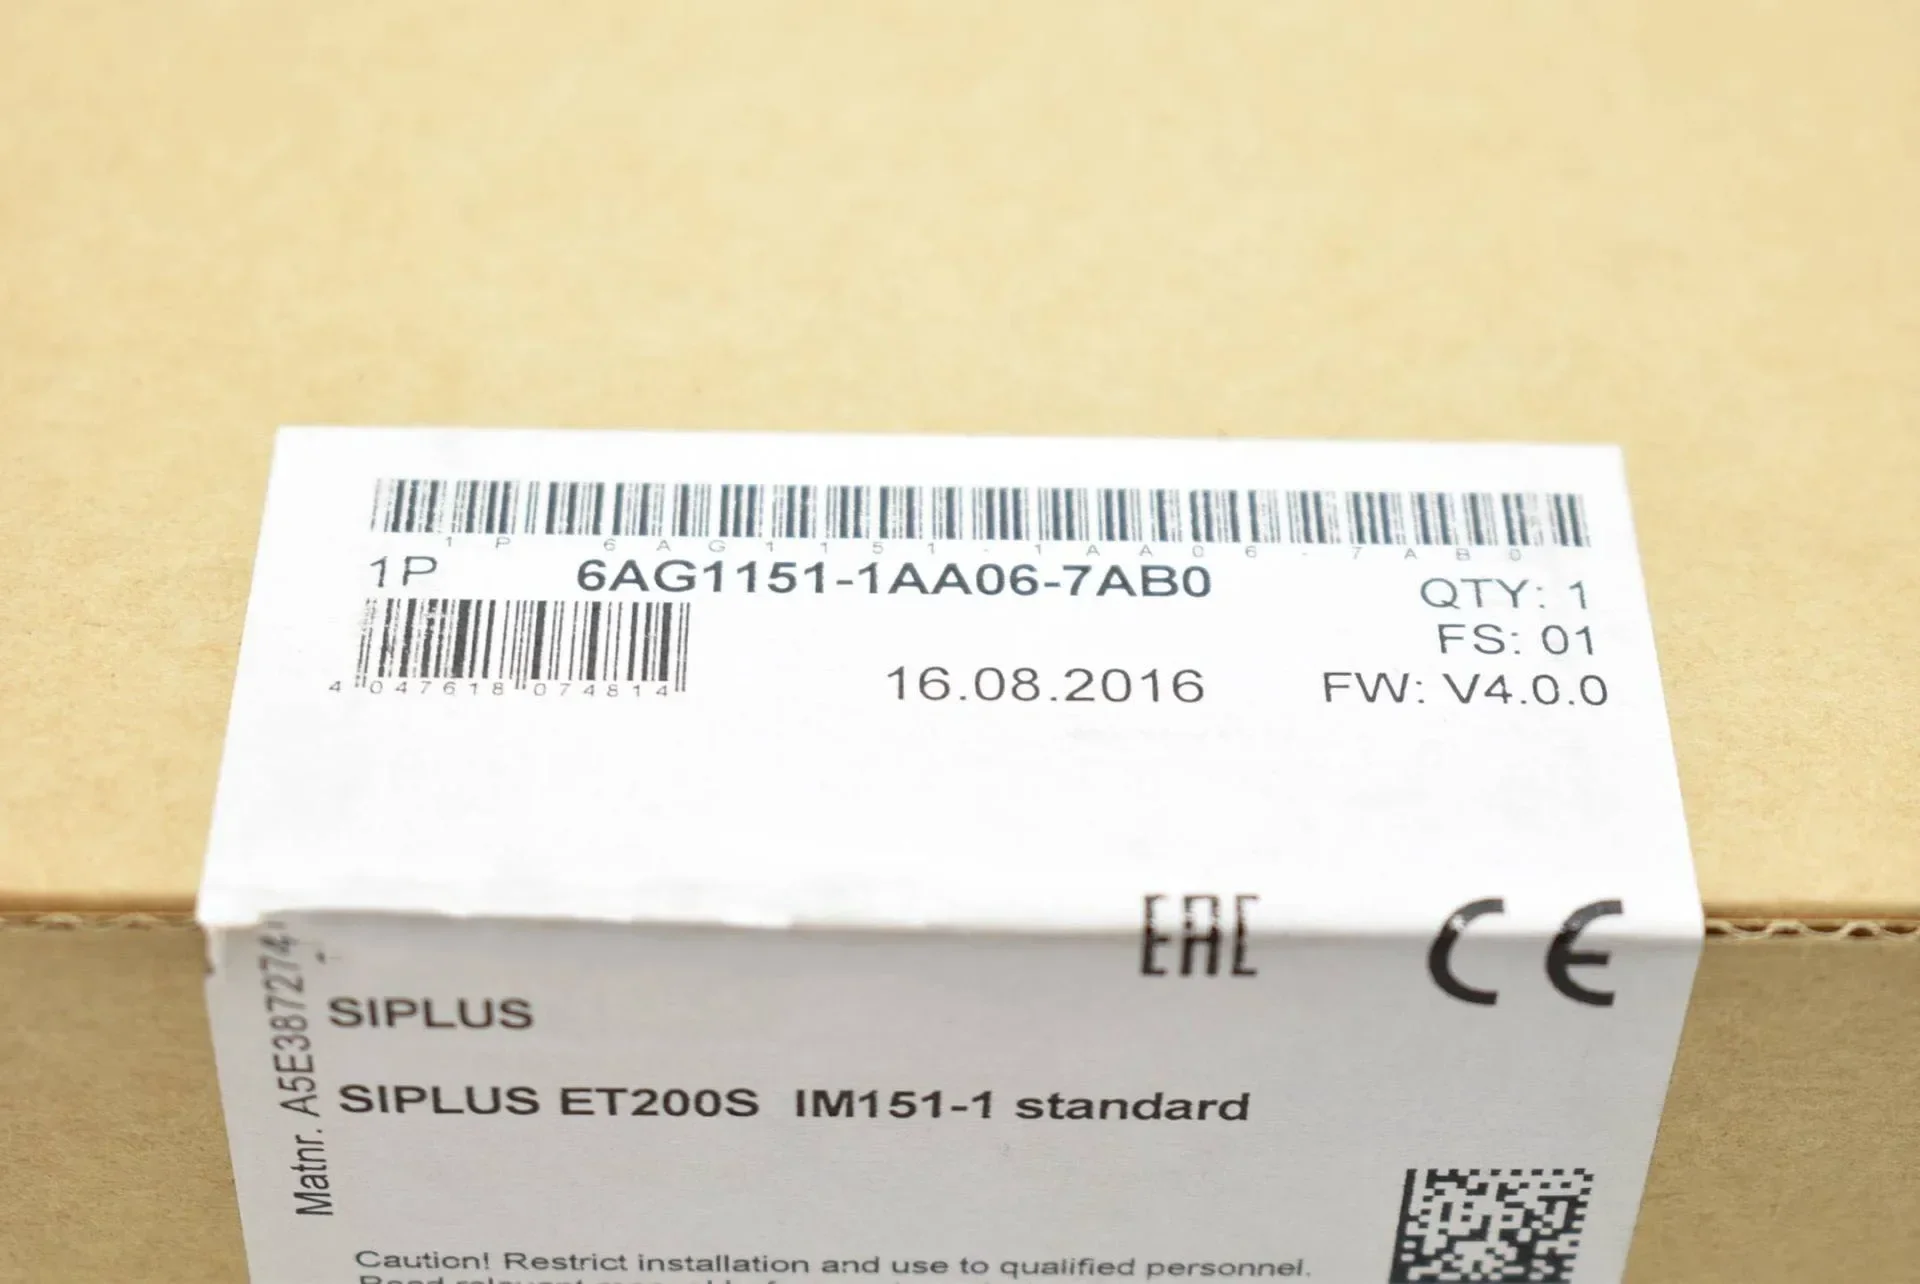 1P 6AG1151-1AA06-7AB0
1P 6AG1151-1AA06-7AB0
QTY: 1
FS: 01
4 047618 074814
16.08.2016
FW: V4.0.0
EAC
CE
Matnr. A5E387274
SIPLUS
SIPLUS ET200S IM151-1 standard
Caution! Restrict installation and use to qualified personnel.
Read relevant